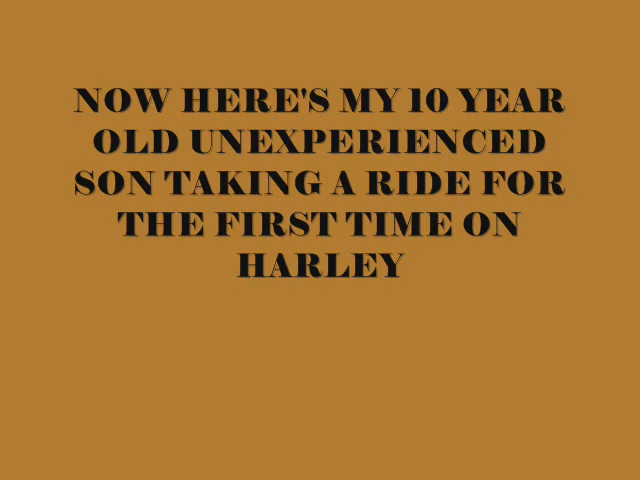 NOW HERE'S MY 10 YEAR
OLD UNEXPERIENCED
SON TAKING A RIDE FOR
THE FIRST TIME ON
HARLEY